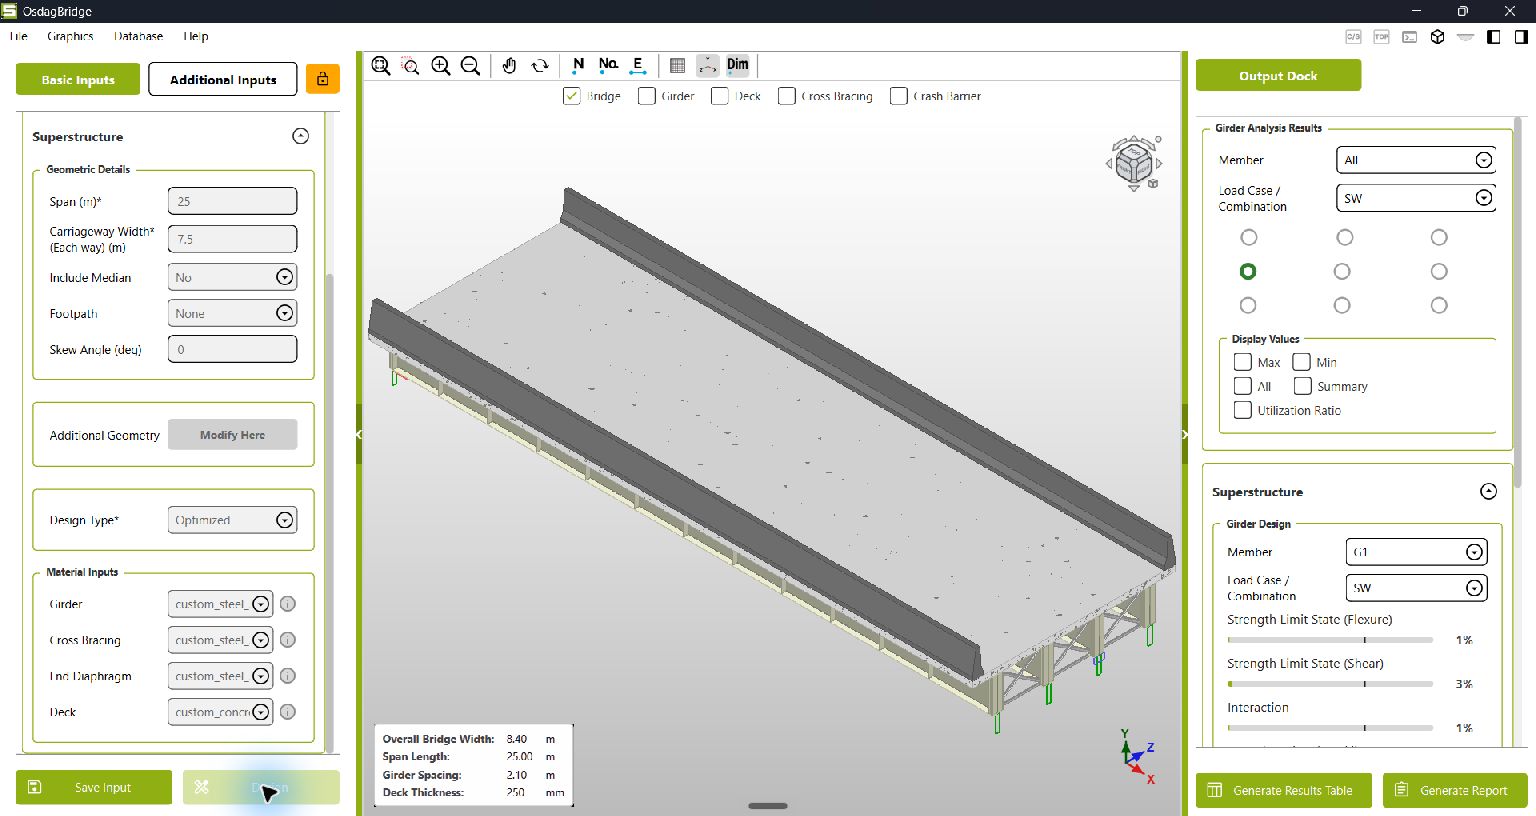 OsdagBridge
File Graphics Database Help
C/S TOP
Basic Inputs
Additional Inputs
N No. E Dim
Bridge Girder Deck Cross Bracing Crash Barrier
Output Dock
Superstructure
Geometric Details
Span (m)* 25
Carriageway Width* (Each way) (m) 7.5
Include Median No
Footpath None
Skew Angle (deg) 0
Additional Geometry Modify Here
Design Type* Optimized
Material Inputs
Girder custom_steel_
Cross Bracing custom_steel_
End Diaphragm custom_steel_
Deck custom_concr
Save Input
Overall Bridge Width: 8.40 m
Span Length: 25.00 m
Girder Spacing: 2.10 m
Deck Thickness: 250 mm
Y
Z
X
Girder Analysis Results
Member All
Load Case / Combination SW
Display Values
Max Min
All Summary
Utilization Ratio
Superstructure
Girder Design
Member G1
Load Case / Combination SW
Strength Limit State (Flexure)
1%
Strength Limit State (Shear)
3%
Interaction
1%
Generate Results Table
Generate Report